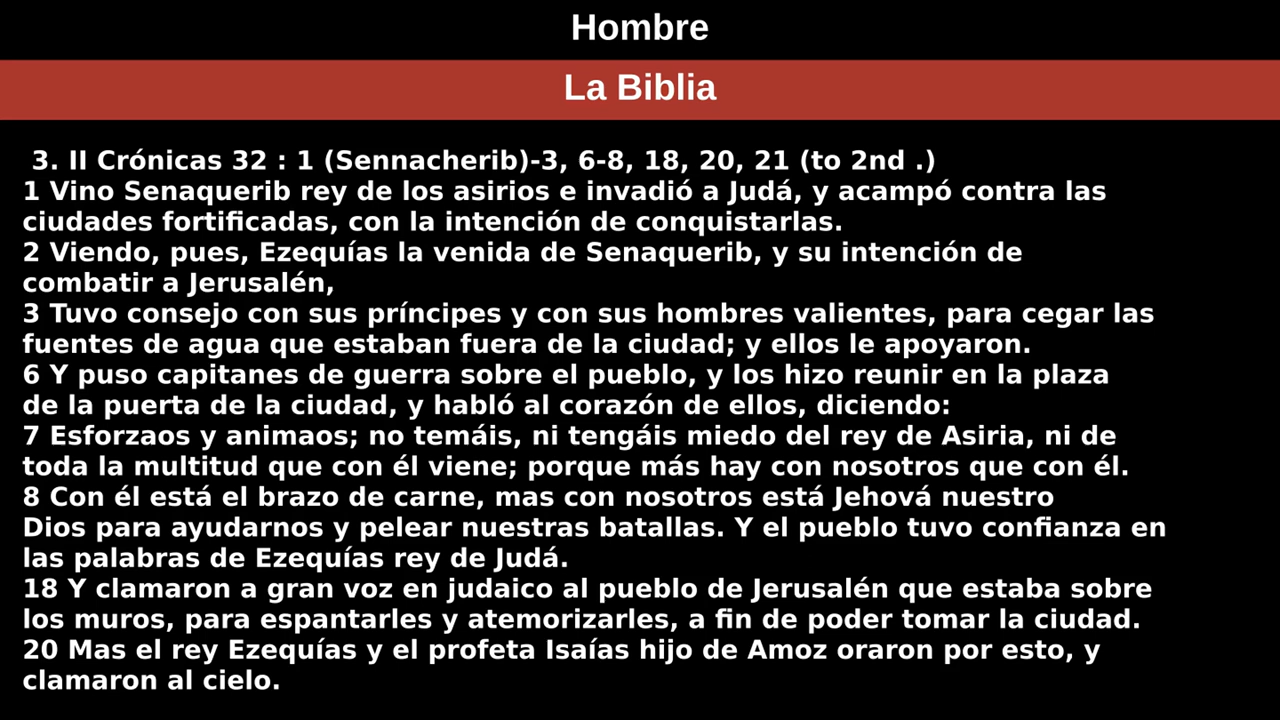 Hombre
La Biblia
3. II Crónicas 32 : 1 (Sennacherib)-3, 6-8, 18, 20, 21 (to 2nd .)
1 Vino Senaquerib rey de los asirios e invadió a Judá, y acampó contra las
ciudades fortificadas, con la intención de conquistarlas.
2 Viendo, pues, Ezequías la venida de Senaquerib, y su intención de
combatir a Jerusalén,
3 Tuvo consejo con sus príncipes y con sus hombres valientes, para cegar las
fuentes de agua que estaban fuera de la ciudad; y ellos le apoyaron.
6 Y puso capitanes de guerra sobre el pueblo, y los hizo reunir en la plaza
de la puerta de la ciudad, y habló al corazón de ellos, diciendo:
7 Esforzaos y animaos; no temáis, ni tengáis miedo del rey de Asiria, ni de
toda la multitud que con él viene; porque más hay con nosotros que con él.
8 Con él está el brazo de carne, mas con nosotros está Jehová nuestro
Dios para ayudarnos y pelear nuestras batallas. Y el pueblo tuvo confianza en
las palabras de Ezequías rey de Judá.
18 Y clamaron a gran voz en judaico al pueblo de Jerusalén que estaba sobre
los muros, para espantarles y atemorizarles, a fin de poder tomar la ciudad.
20 Mas el rey Ezequías y el profeta Isaías hijo de Amoz oraron por esto, y
clamaron al cielo.